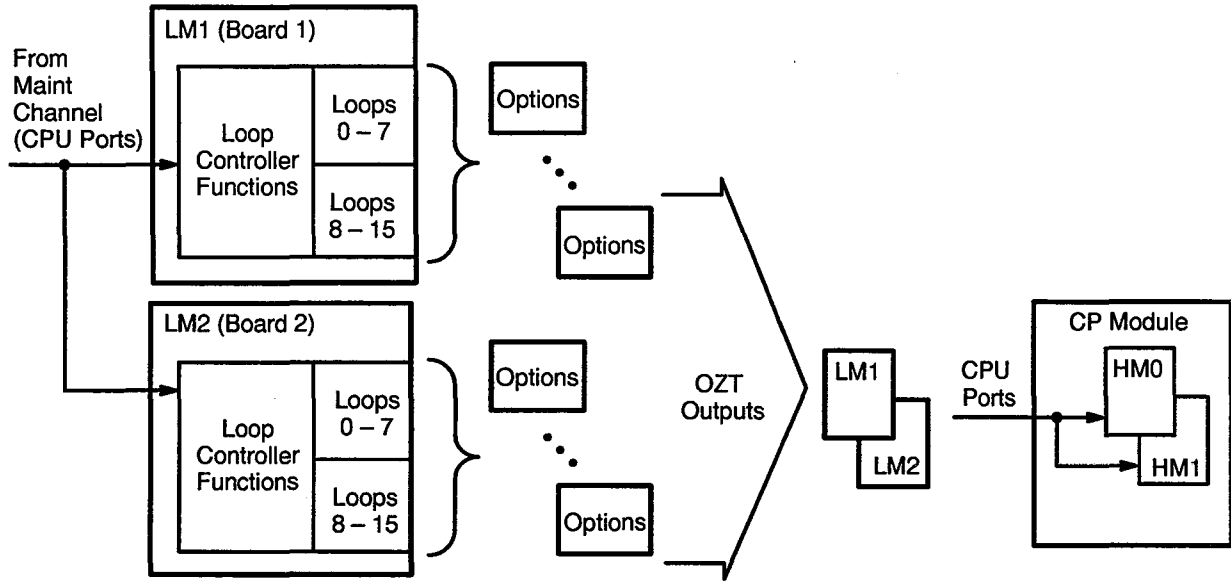 From
Maint
Channel
(CPU Ports)
LM1 (Board 1)
Loop
Controller
Functions
Loops
0 – 7
Loops
8 – 15
Options
Options
LM2 (Board 2)
Loop
Controller
Functions
Loops
0 – 7
Loops
8 – 15
Options
Options
OZT
Outputs
LM1
LM2
CPU
Ports
CP Module
HM0
HM1